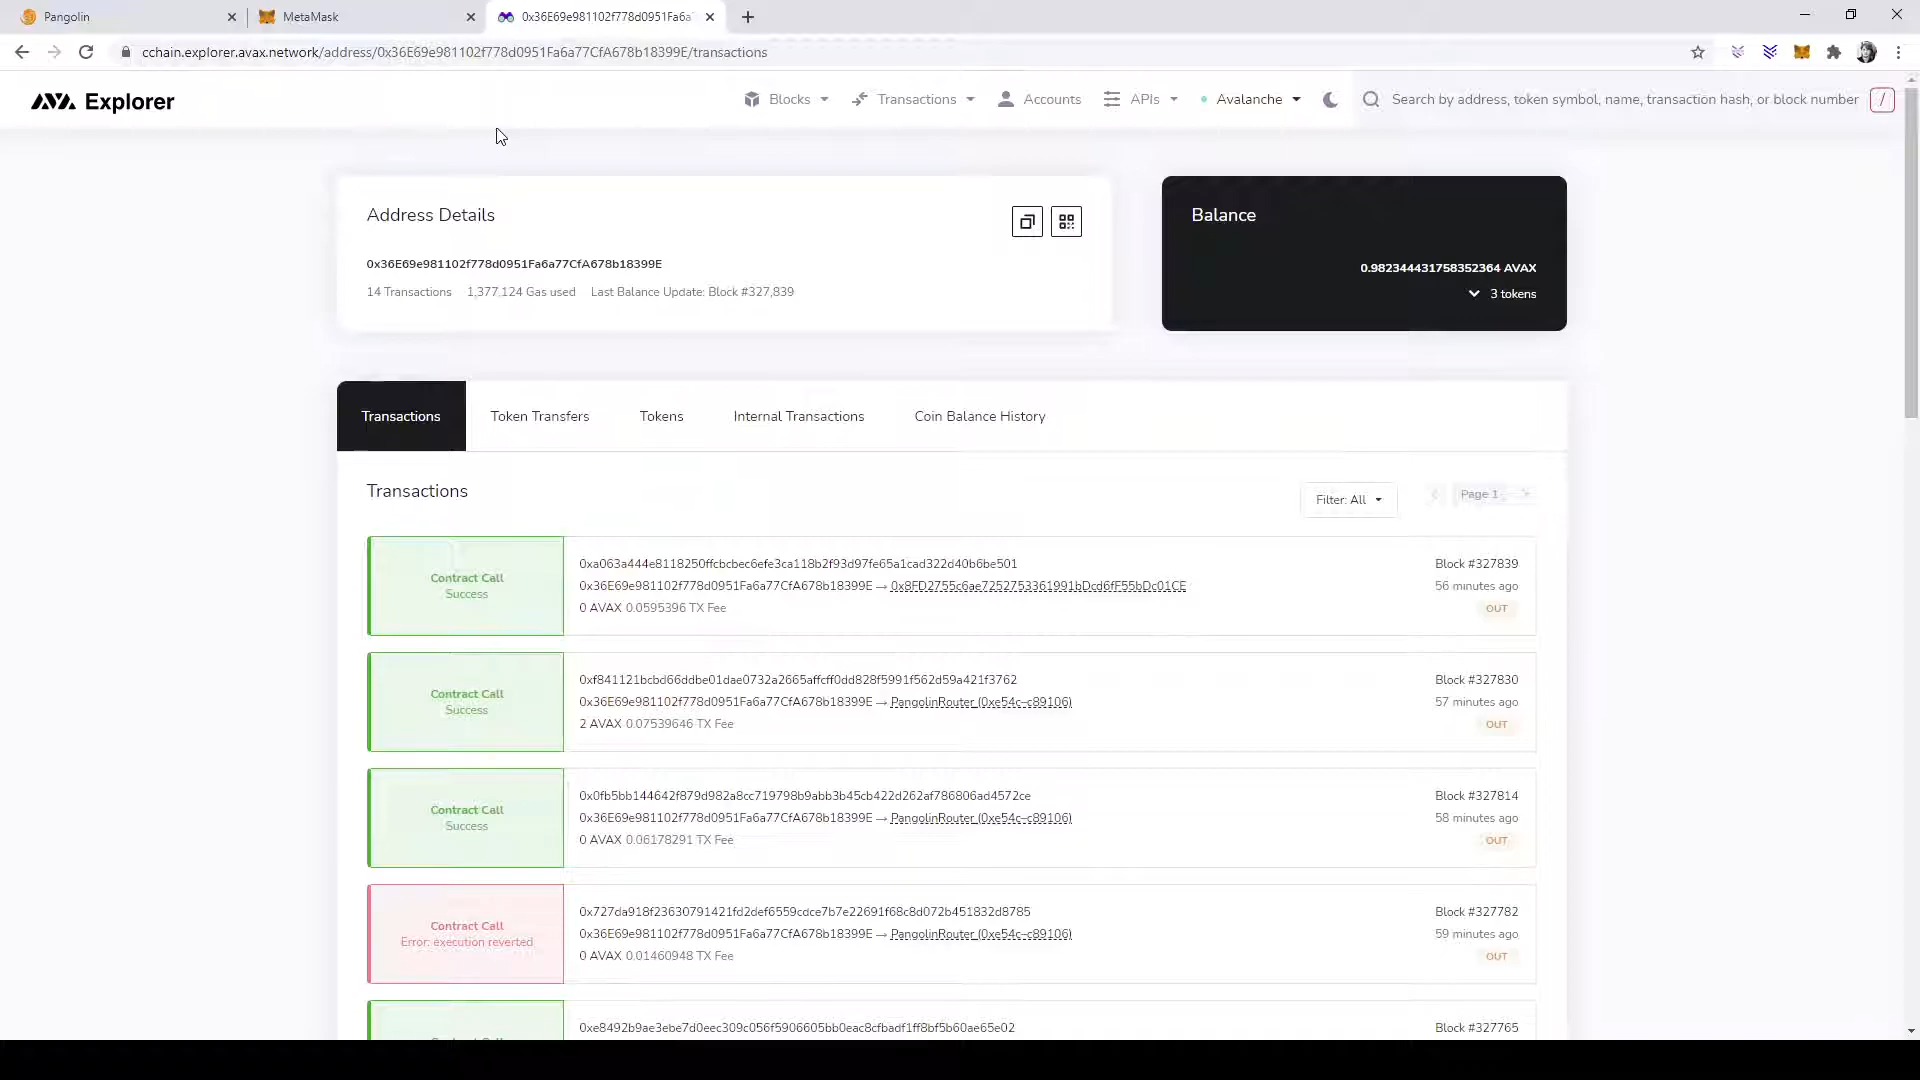 Pangolin
MetaMask
0x36E69e981102f778d0951Fa6a
cchain.explorer.avax.network/address/0x36E69e981102f778d0951Fa6a77CfA678b18399E/transactions
AVA Explorer
Blocks
Transactions
Accounts
APIs
Avalanche
Search by address, token symbol, name, transaction hash, or block number
/
Address Details
0x36E69e981102f778d0951Fa6a77CfA678b18399E
14 Transactions 1,377,124 Gas used Last Balance Update: Block #327,839
Balance
0.982344431758352364 AVAX
3 tokens
Transactions
Token Transfers
Tokens
Internal Transactions
Coin Balance History
Transactions
Filter: All
Page 1
Contract Call
Success
0xa063a444e8118250ffcbcbec6efe3ca118b2f93d97fe65a1cad322d40b6be501
0x36E69e981102f778d0951Fa6a77CfA678b18399E → 0x8FD2755c6ae7252753361991bDcd6fF55bDc01CE
0 AVAX 0.0595396 TX Fee
Block #327839
56 minutes ago
OUT
Contract Call
Success
0xf841121bcbd66ddbe01dae0732a2665affcff0dd828f5991f562d59a421f3762
0x36E69e981102f778d0951Fa6a77CfA678b18399E → PangolinRouter (0xe54c–c89106)
2 AVAX 0.07539646 TX Fee
Block #327830
57 minutes ago
OUT
Contract Call
Success
0x0fb5bb144642f879d982a8cc719798b9abb3b45cb422d262af786806ad4572ce
0x36E69e981102f778d0951Fa6a77CfA678b18399E → PangolinRouter (0xe54c–c89106)
0 AVAX 0.06178291 TX Fee
Block #327814
58 minutes ago
OUT
Contract Call
Error: execution reverted
0x727da918f23630791421fd2def6559cdce7b7e22691f68c8d072b451832d8785
0x36E69e981102f778d0951Fa6a77CfA678b18399E → PangolinRouter (0xe54c–c89106)
0 AVAX 0.01460948 TX Fee
Block #327782
59 minutes ago
OUT
0xe8492b9ae3ebe7d0eec309c056f5906605bb0eac8cfbadf1ff8bf5b60ae65e02
Block #327765